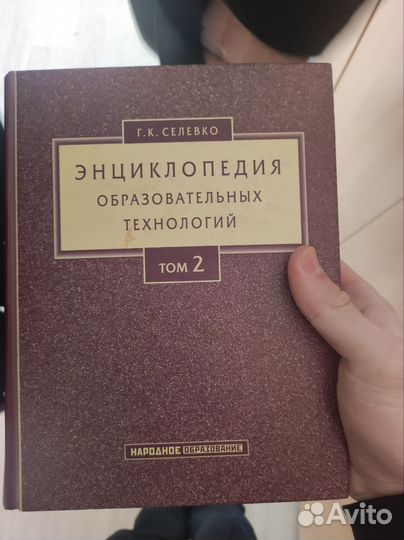 Г.К. СЕЛЕВКО
ЭНЦИКЛОПЕДИЯ
ОБРАЗОВАТЕЛЬНЫХ
ТЕХНОЛОГИЙ
ТОМ 2
НАРОДНОЕ ОБРАЗОВАНИЕ
Avito